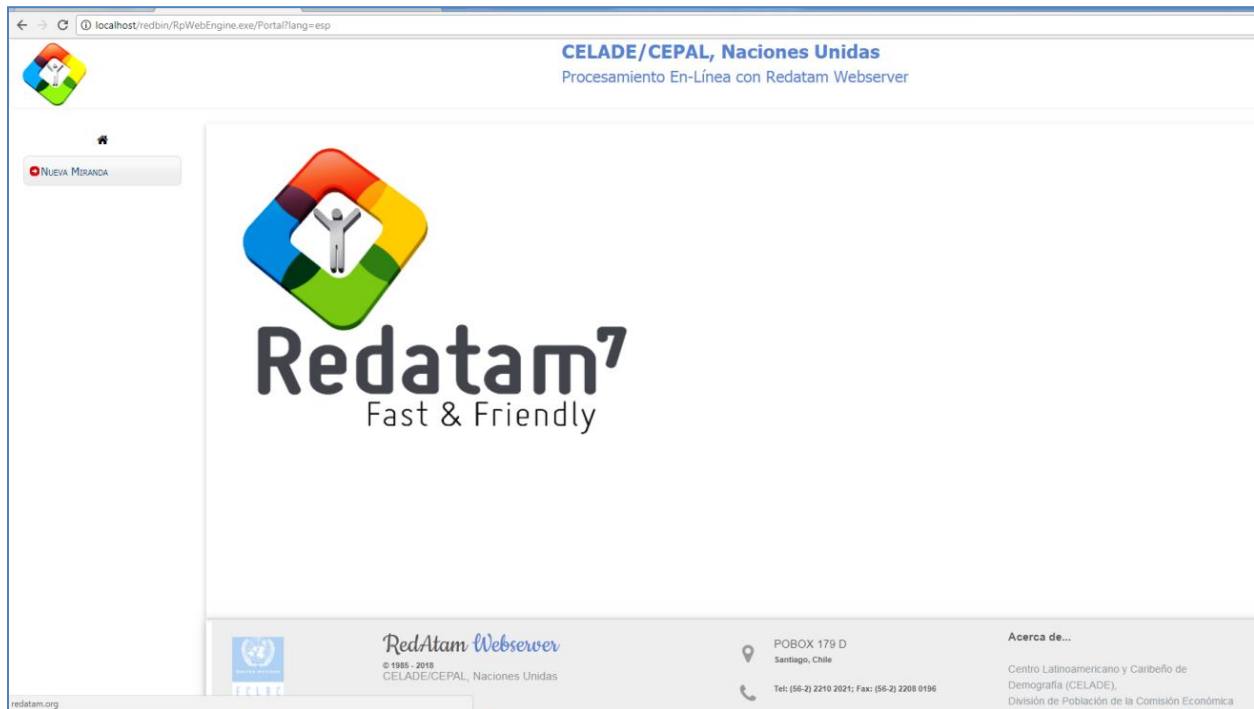 localhost/redbin/RpWebEngine.exe/Portal?lang=esp
CELADE/CEPAL, Naciones Unidas
Procesamiento En-Línea con Redatam Webserver
NUEVA MIRANDA
Redatam7
Fast & Friendly
RedAtam Webserver
© 1985 - 2018
CELADE/CEPAL, Naciones Unidas
POBOX 179 D
Santiago, Chile
Tel: (56-2) 2210 2021; Fax: (56-2) 2208 0196
Acerca de...
Centro Latinoamericano y Caribeño de
Demografía (CELADE),
División de Población de la Comisión Económica
redatam.org